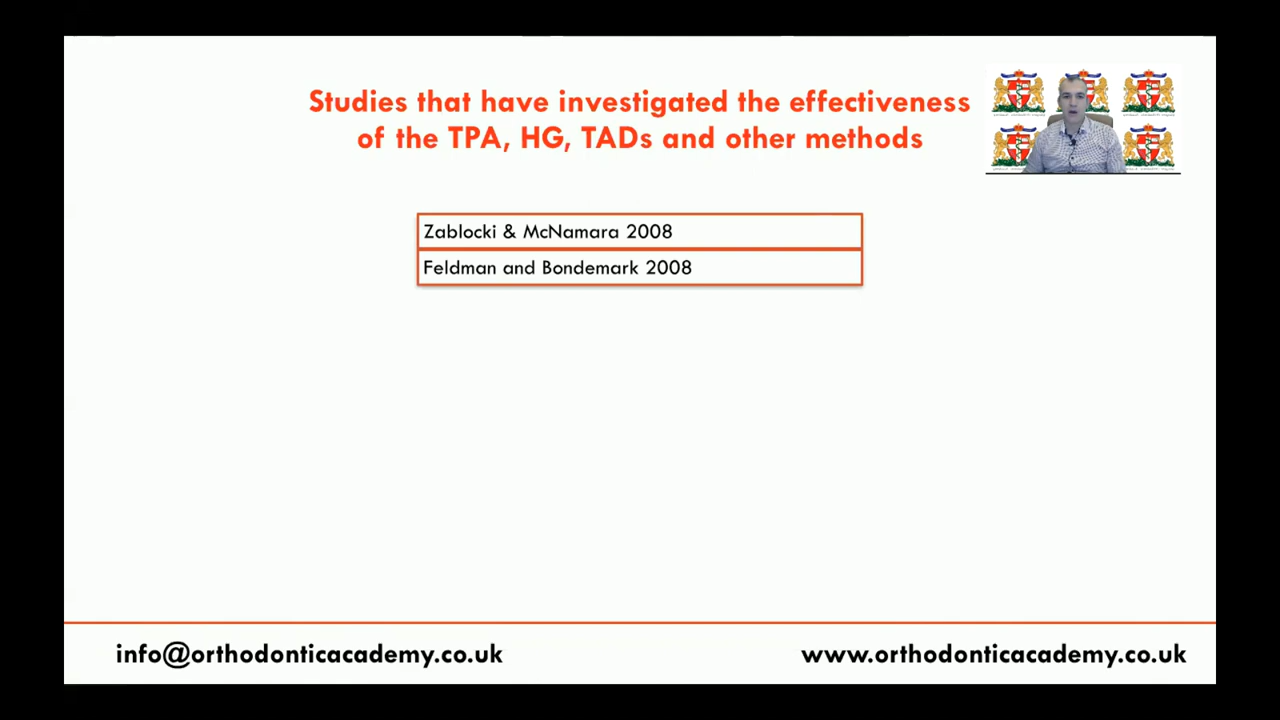 Studies that have investigated the effectiveness
of the TPA, HG, TADs and other methods
Zablocki & McNamara 2008
Feldman and Bondemark 2008
info@orthodonticacademy.co.uk
www.orthodonticacademy.co.uk